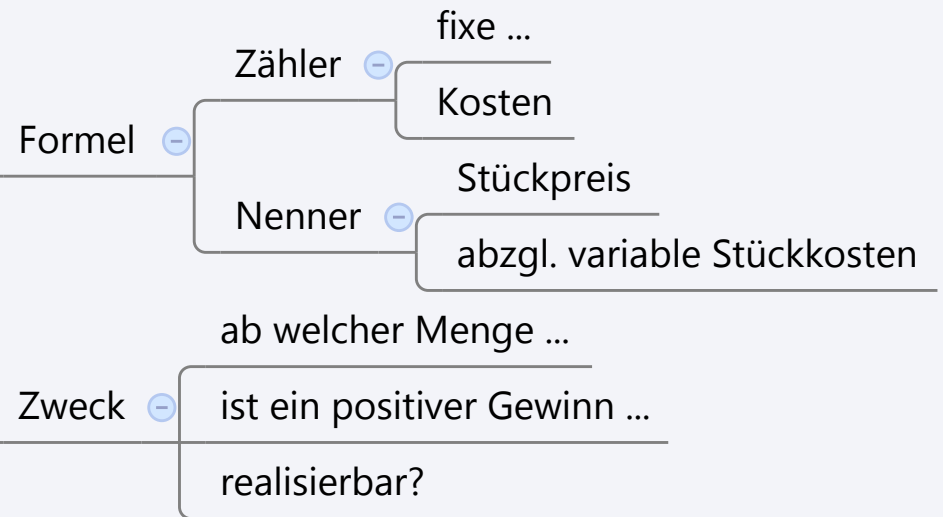 Formel
Zähler
fixe ...
Kosten
Nenner
Stückpreis
abzgl. variable Stückkosten
Zweck
ab welcher Menge ...
ist ein positiver Gewinn ...
realisierbar?